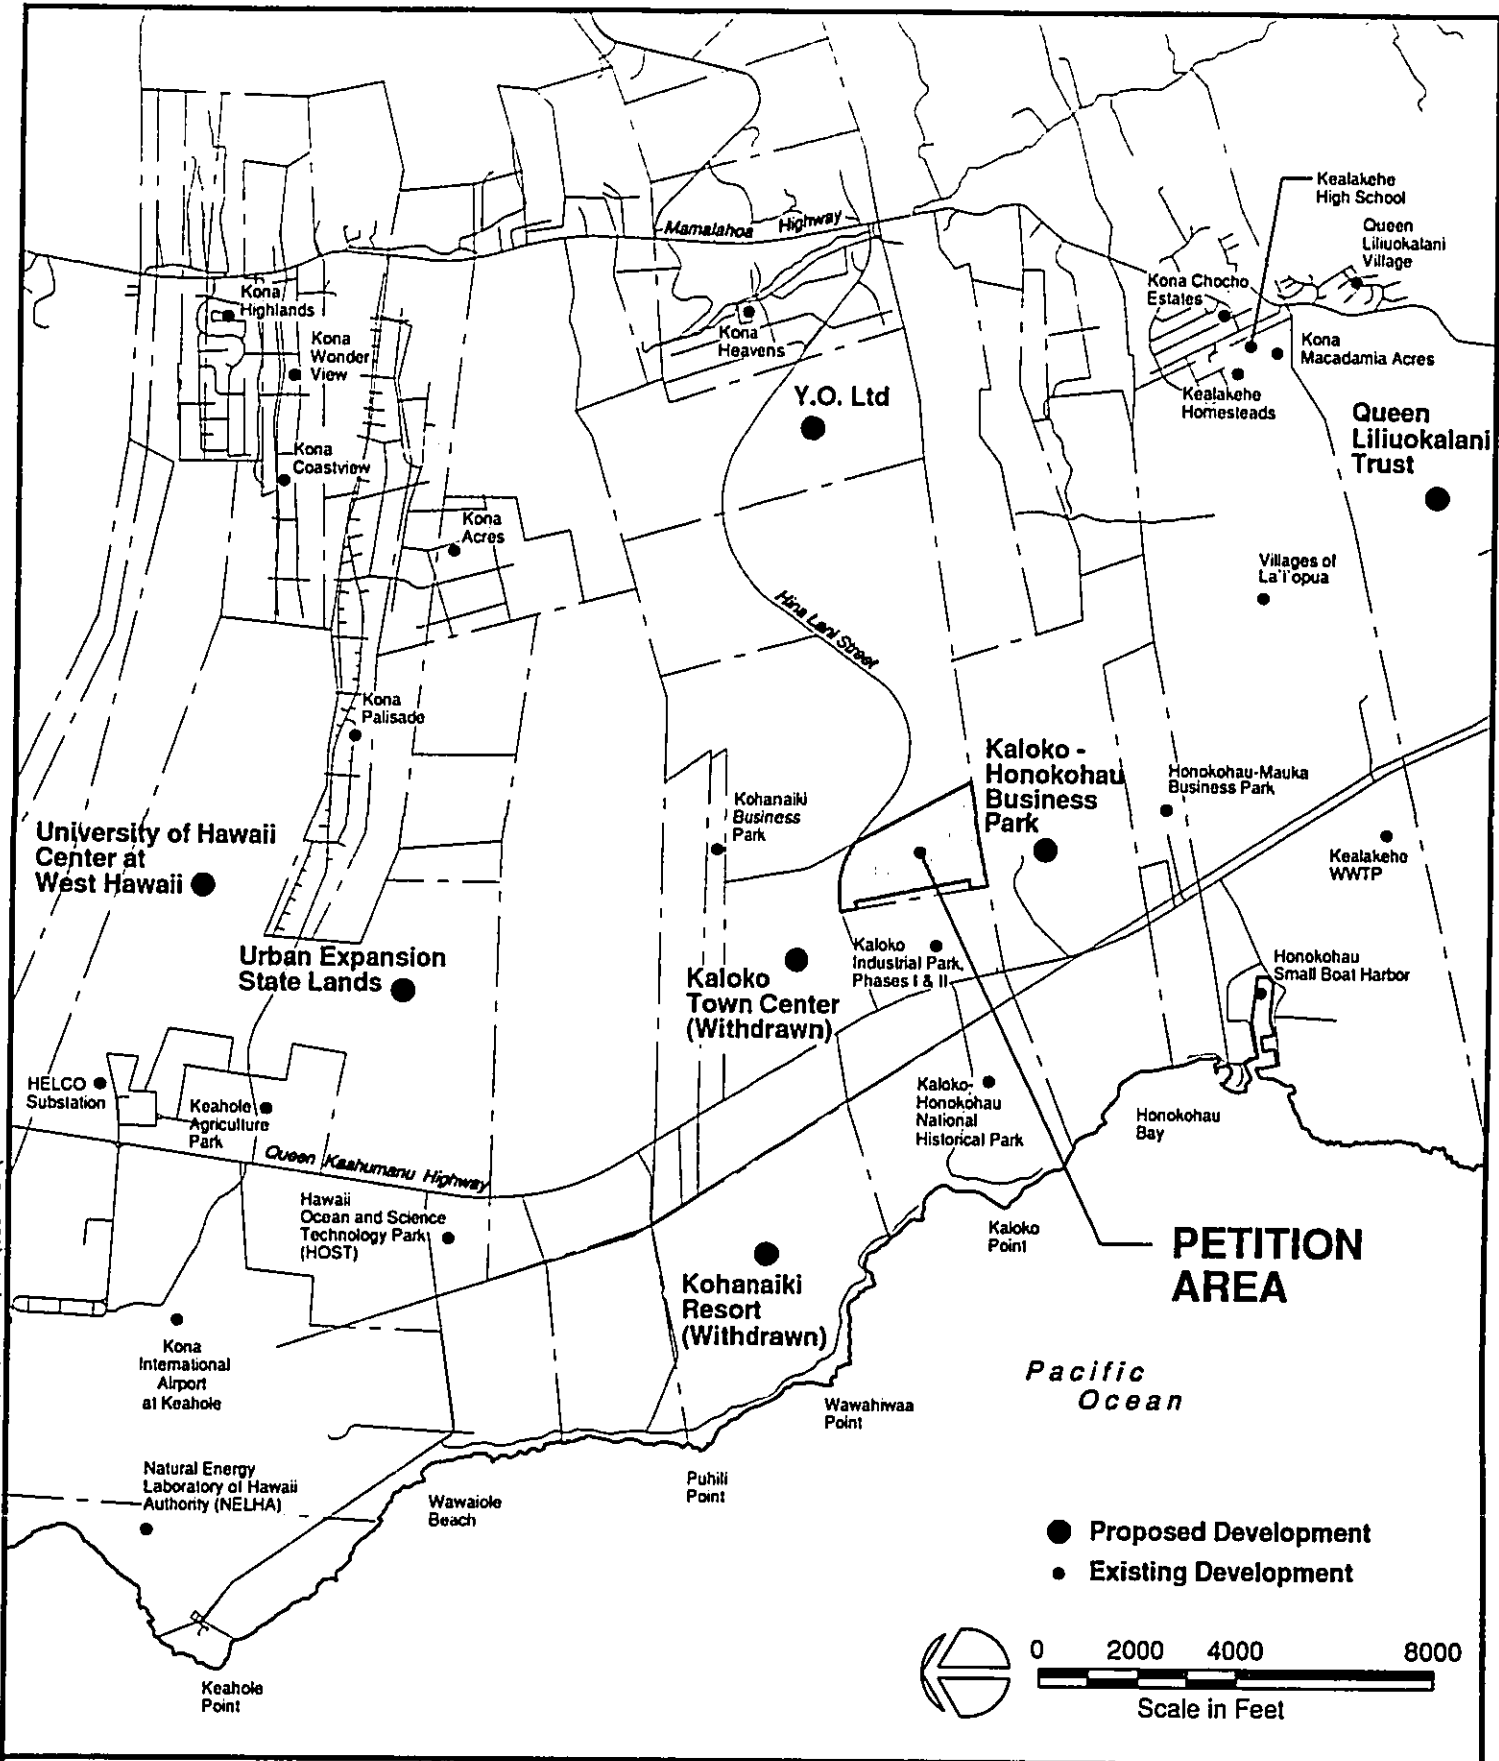 Mamalahoa Highway
Kealakehe
High School
Queen
Liliuokalani
Village
Kona
Highlands
Kona
Wonder
View
Kona
Heavens
Kona Chocho
Estates
Kona
Macadamia Acres
Kealakehe
Homesteads
Y.O. Ltd
Queen
Liliuokalani
Trust
Kona
Coastview
Kona
Acres
Villages of
La'i'opua
Hina Lani Street
Kona
Palisade
Kaloko -
Honokohau
Business
Park
Honokohau-Mauka
Business Park
Kohanaiki
Business
Park
University of Hawaii
Center at
West Hawaii
Kealakehe
WWTP
Urban Expansion
State Lands
Kaloko
Town Center
(Withdrawn)
Kaloko
Industrial Park,
Phases I & II
Honokohau
Small Boat Harbor
HELCO
Substation
Keahole
Agriculture
Park
Kaloko-
Honokohau
National
Historical Park
Honokohau
Bay
Queen Kaahumanu Highway
Hawaii
Ocean and Science
Technology Park
(HOST)
Kaloko
Point
PETITION
AREA
Kohanaiki
Resort
(Withdrawn)
Kona
International
Airport
at Keahole
Pacific
Ocean
Wawahiwaa
Point
Natural Energy
Laboratory of Hawaii
Authority (NELHA)
Wawaiole
Beach
Puhili
Point
Proposed Development
Existing Development
Keahole
Point
0 2000 4000 8000
Scale in Feet